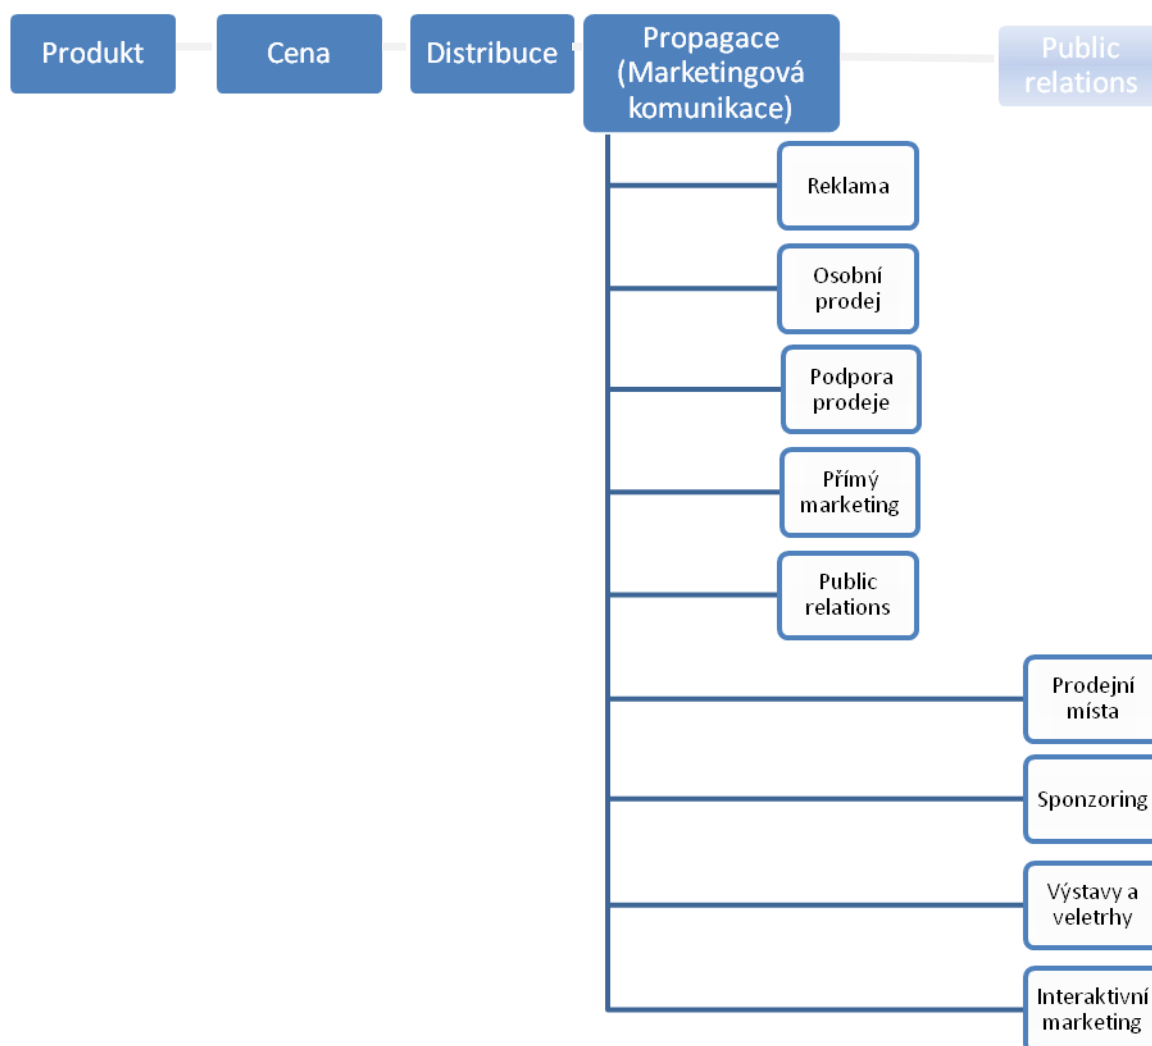 Produkt
Cena
Distribuce
Propagace
(Marketingová
komunikace)
Public
relations
Reklama
Osobní
prodej
Podpora
prodeje
Přímý
marketing
Public
relations
Prodejní
místa
Sponzoring
Výstavy a
veletrhy
Interaktivní
marketing